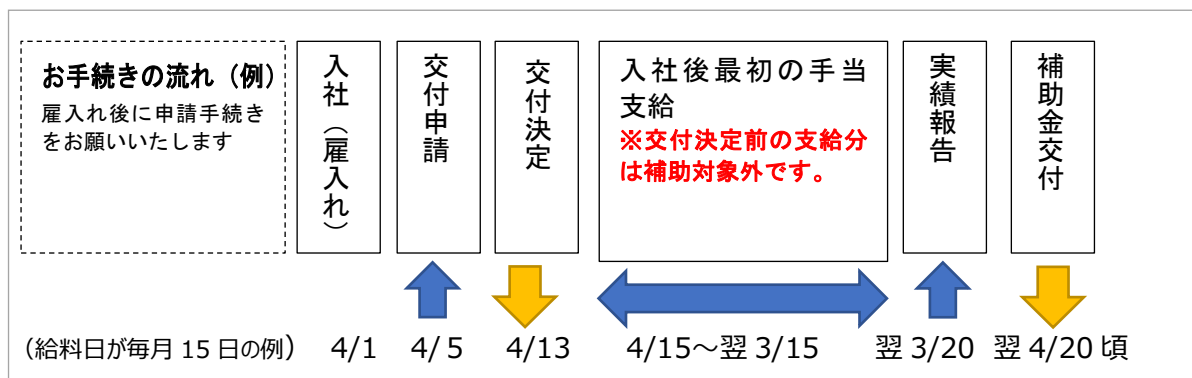 お手続きの流れ（例）
雇入れ後に申請手続き
をお願いいたします
入社（雇入れ）
交付申請
交付決定
入社後最初の手当
支給
※交付決定前の支給分
は補助対象外です。
実績報告
補助金交付
（給料日が毎月 15 日の例） 4/1 4/ 5 4/13 4/15～翌 3/15 翌 3/20 翌 4/20 頃